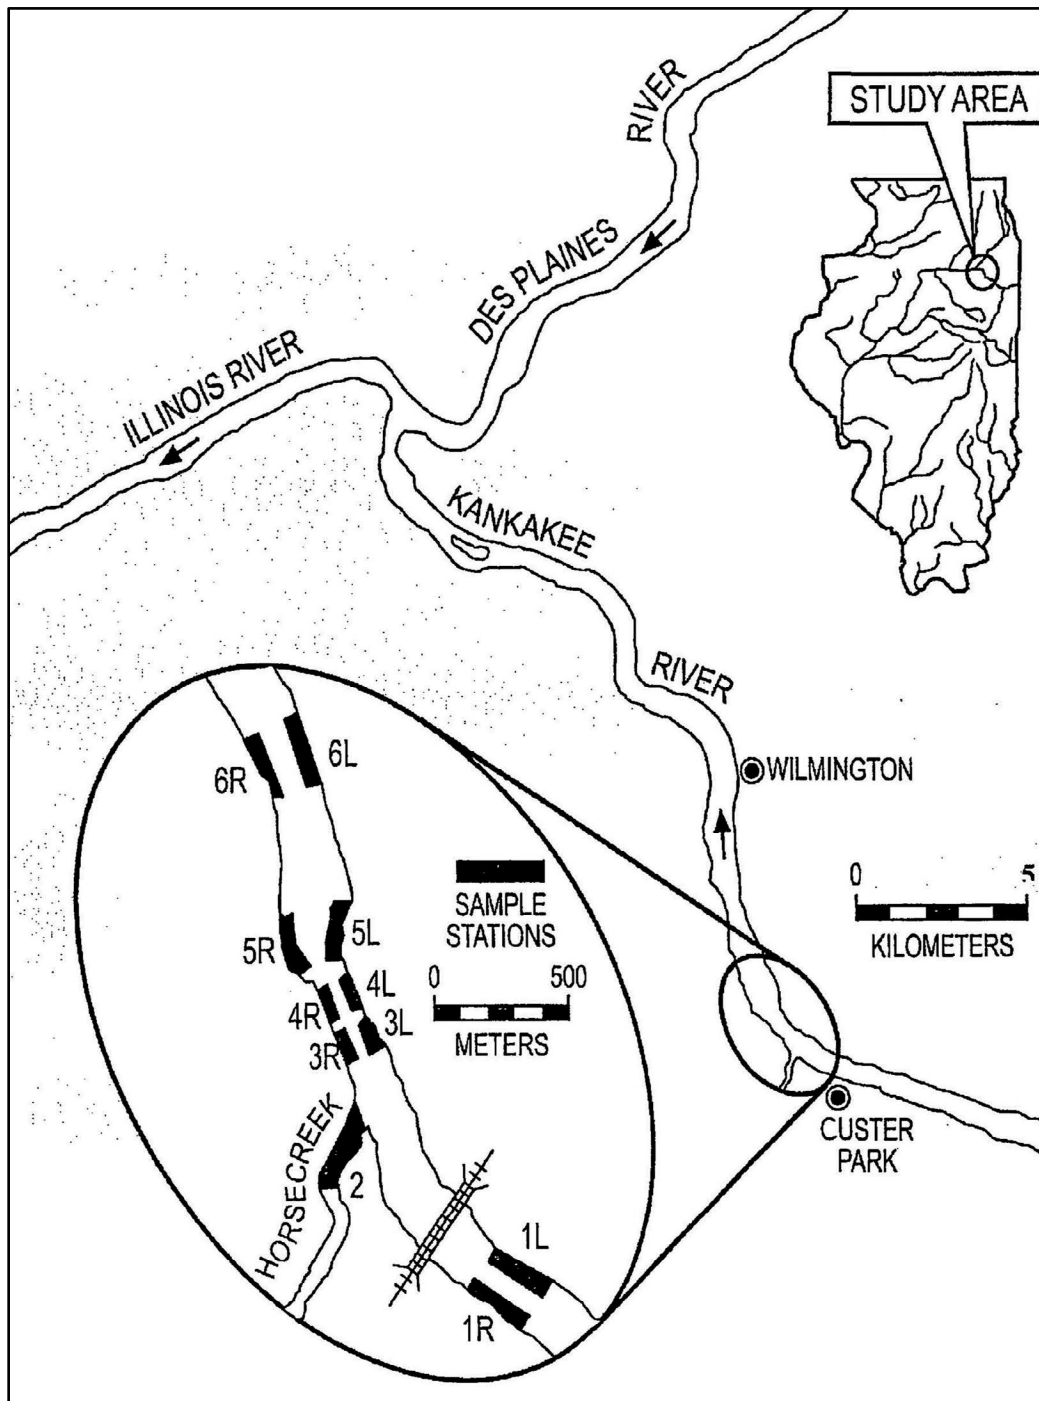 RIVER
STUDY AREA
DES PLAINES
ILLINOIS RIVER
KANKAKEE
RIVER
WILMINGTON
6L
6R
SAMPLE
STATIONS
0 5
KILOMETERS
5L
5R
0 500
METERS
4L
4R
3L
3R
CUSTER
PARK
HORSECREEK
2
1L
1R